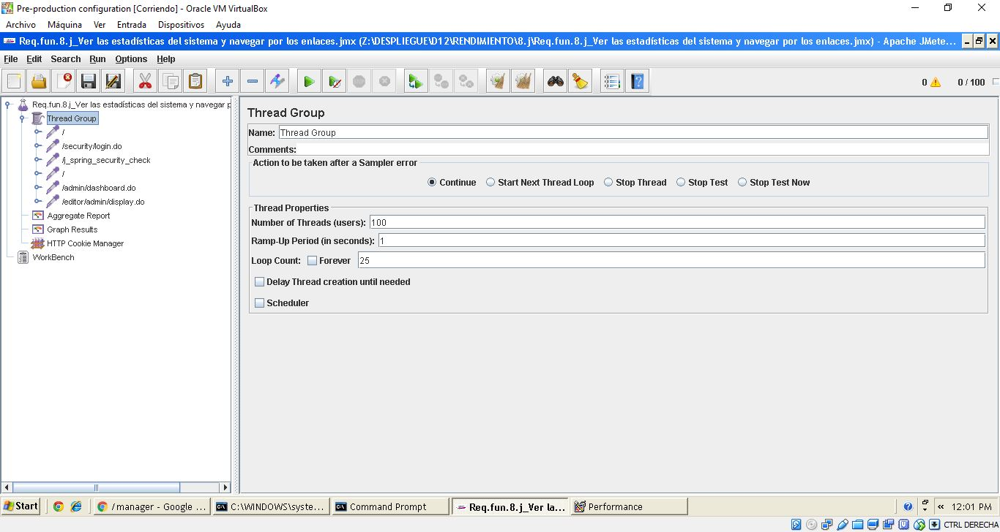 Pre-production configuration [Corriendo] - Oracle VM VirtualBox
Archivo Máquina Ver Entrada Dispositivos Ayuda
Req.fun.8.j_Ver las estadísticas del sistema y navegar por los enlaces.jmx (Z:\DESPLIEGUE\D12\RENDIMIENTO\8.j\Req.fun.8.j_Ver las estadísticas del sistema y navegar por los enlaces.jmx) - Apache JMete...
File Edit Search Run Options Help
0 0 / 100
Req.fun.8.j_Ver las estadísticas del sistema y navegar p
Thread Group
/
/security/login.do
/j_spring_security_check
/
/admin/dashboard.do
/editor/admin/display.do
Aggregate Report
Graph Results
HTTP Cookie Manager
WorkBench
Thread Group
Name: Thread Group
Comments:
Action to be taken after a Sampler error
Continue Start Next Thread Loop Stop Thread Stop Test Stop Test Now
Thread Properties
Number of Threads (users): 100
Ramp-Up Period (in seconds): 1
Loop Count: Forever 25
Delay Thread creation until needed
Scheduler
Start /manager - Google ... C:\WINDOWS\syste... Command Prompt Req.fun.8.j_Ver la... Performance « 12:01 PM
CTRL DERECHA